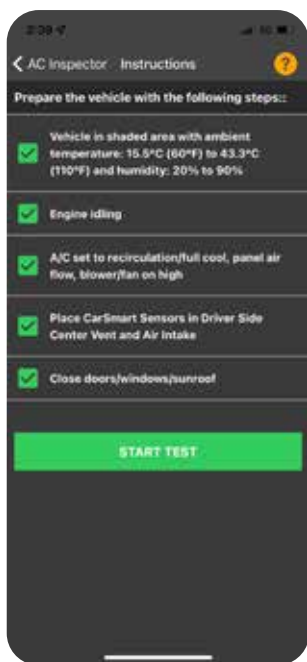 2:09
AC Inspector Instructions ?
Prepare the vehicle with the following steps::
Vehicle in shaded area with ambient
temperature: 15.5°C (60°F) to 43.3°C
(110°F) and humidity: 20% to 90%
Engine idling
A/C set to recirculation/full cool, panel air
flow, blower/fan on high
Place CarSmart Sensors in Driver Side
Center Vent and Air Intake
Close doors/windows/sunroof
START TEST